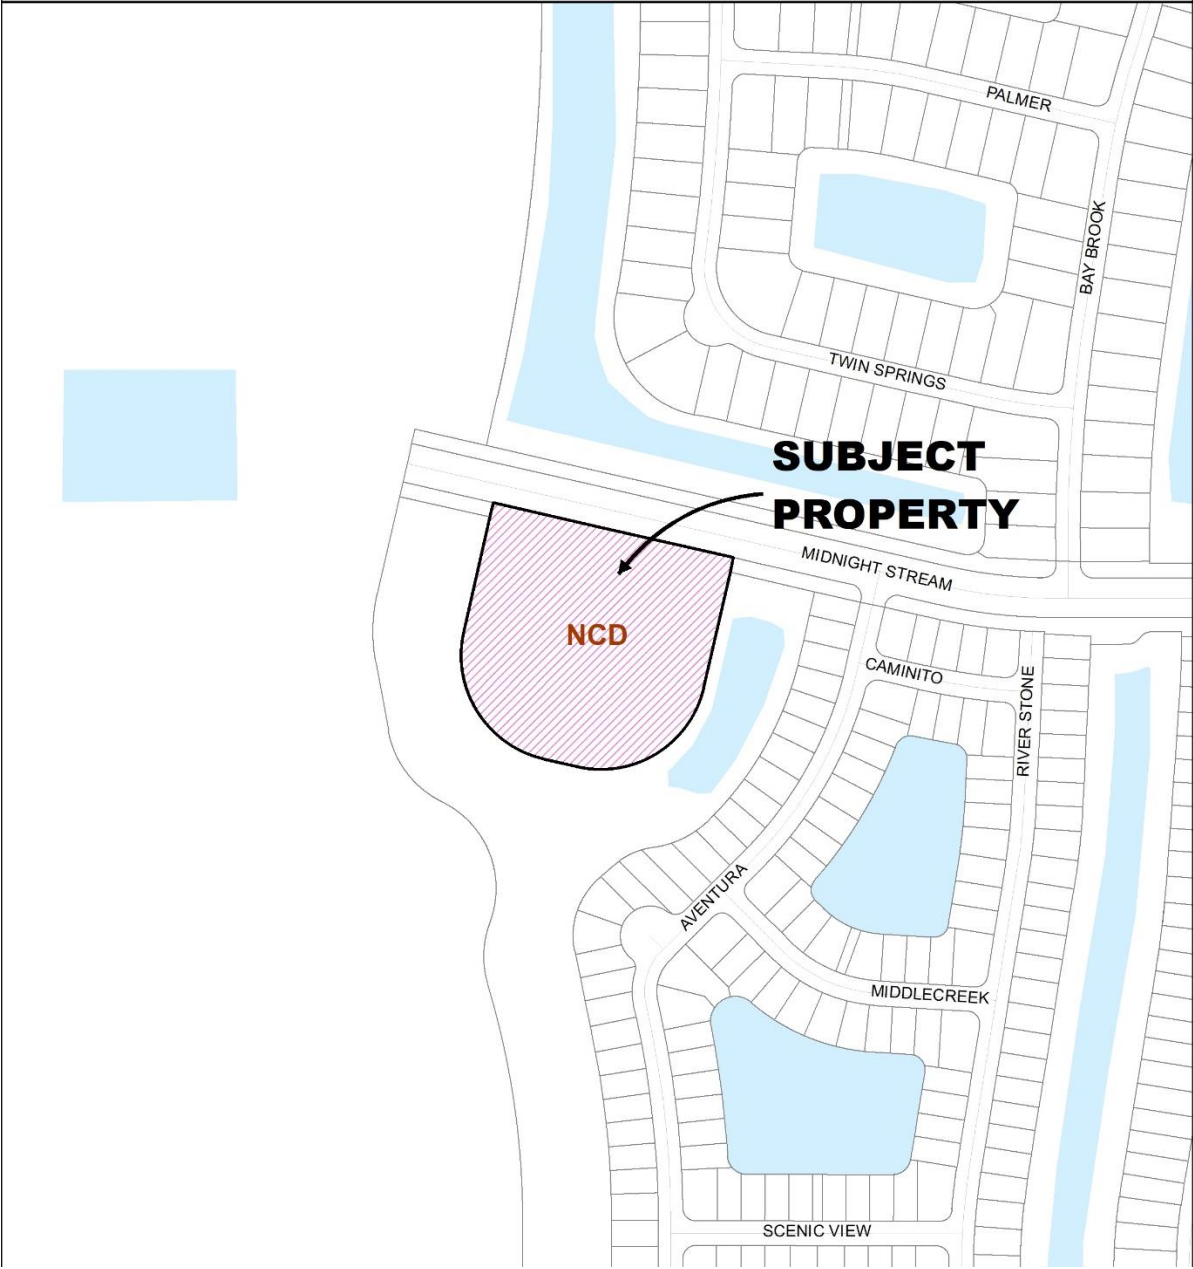 PALMER
BAY BROOK
TWIN SPRINGS
SUBJECT
PROPERTY
MIDNIGHT STREAM
NCD
CAMINITO
RIVER STONE
AVENTURA
MIDDLECREEK
SCENIC VIEW